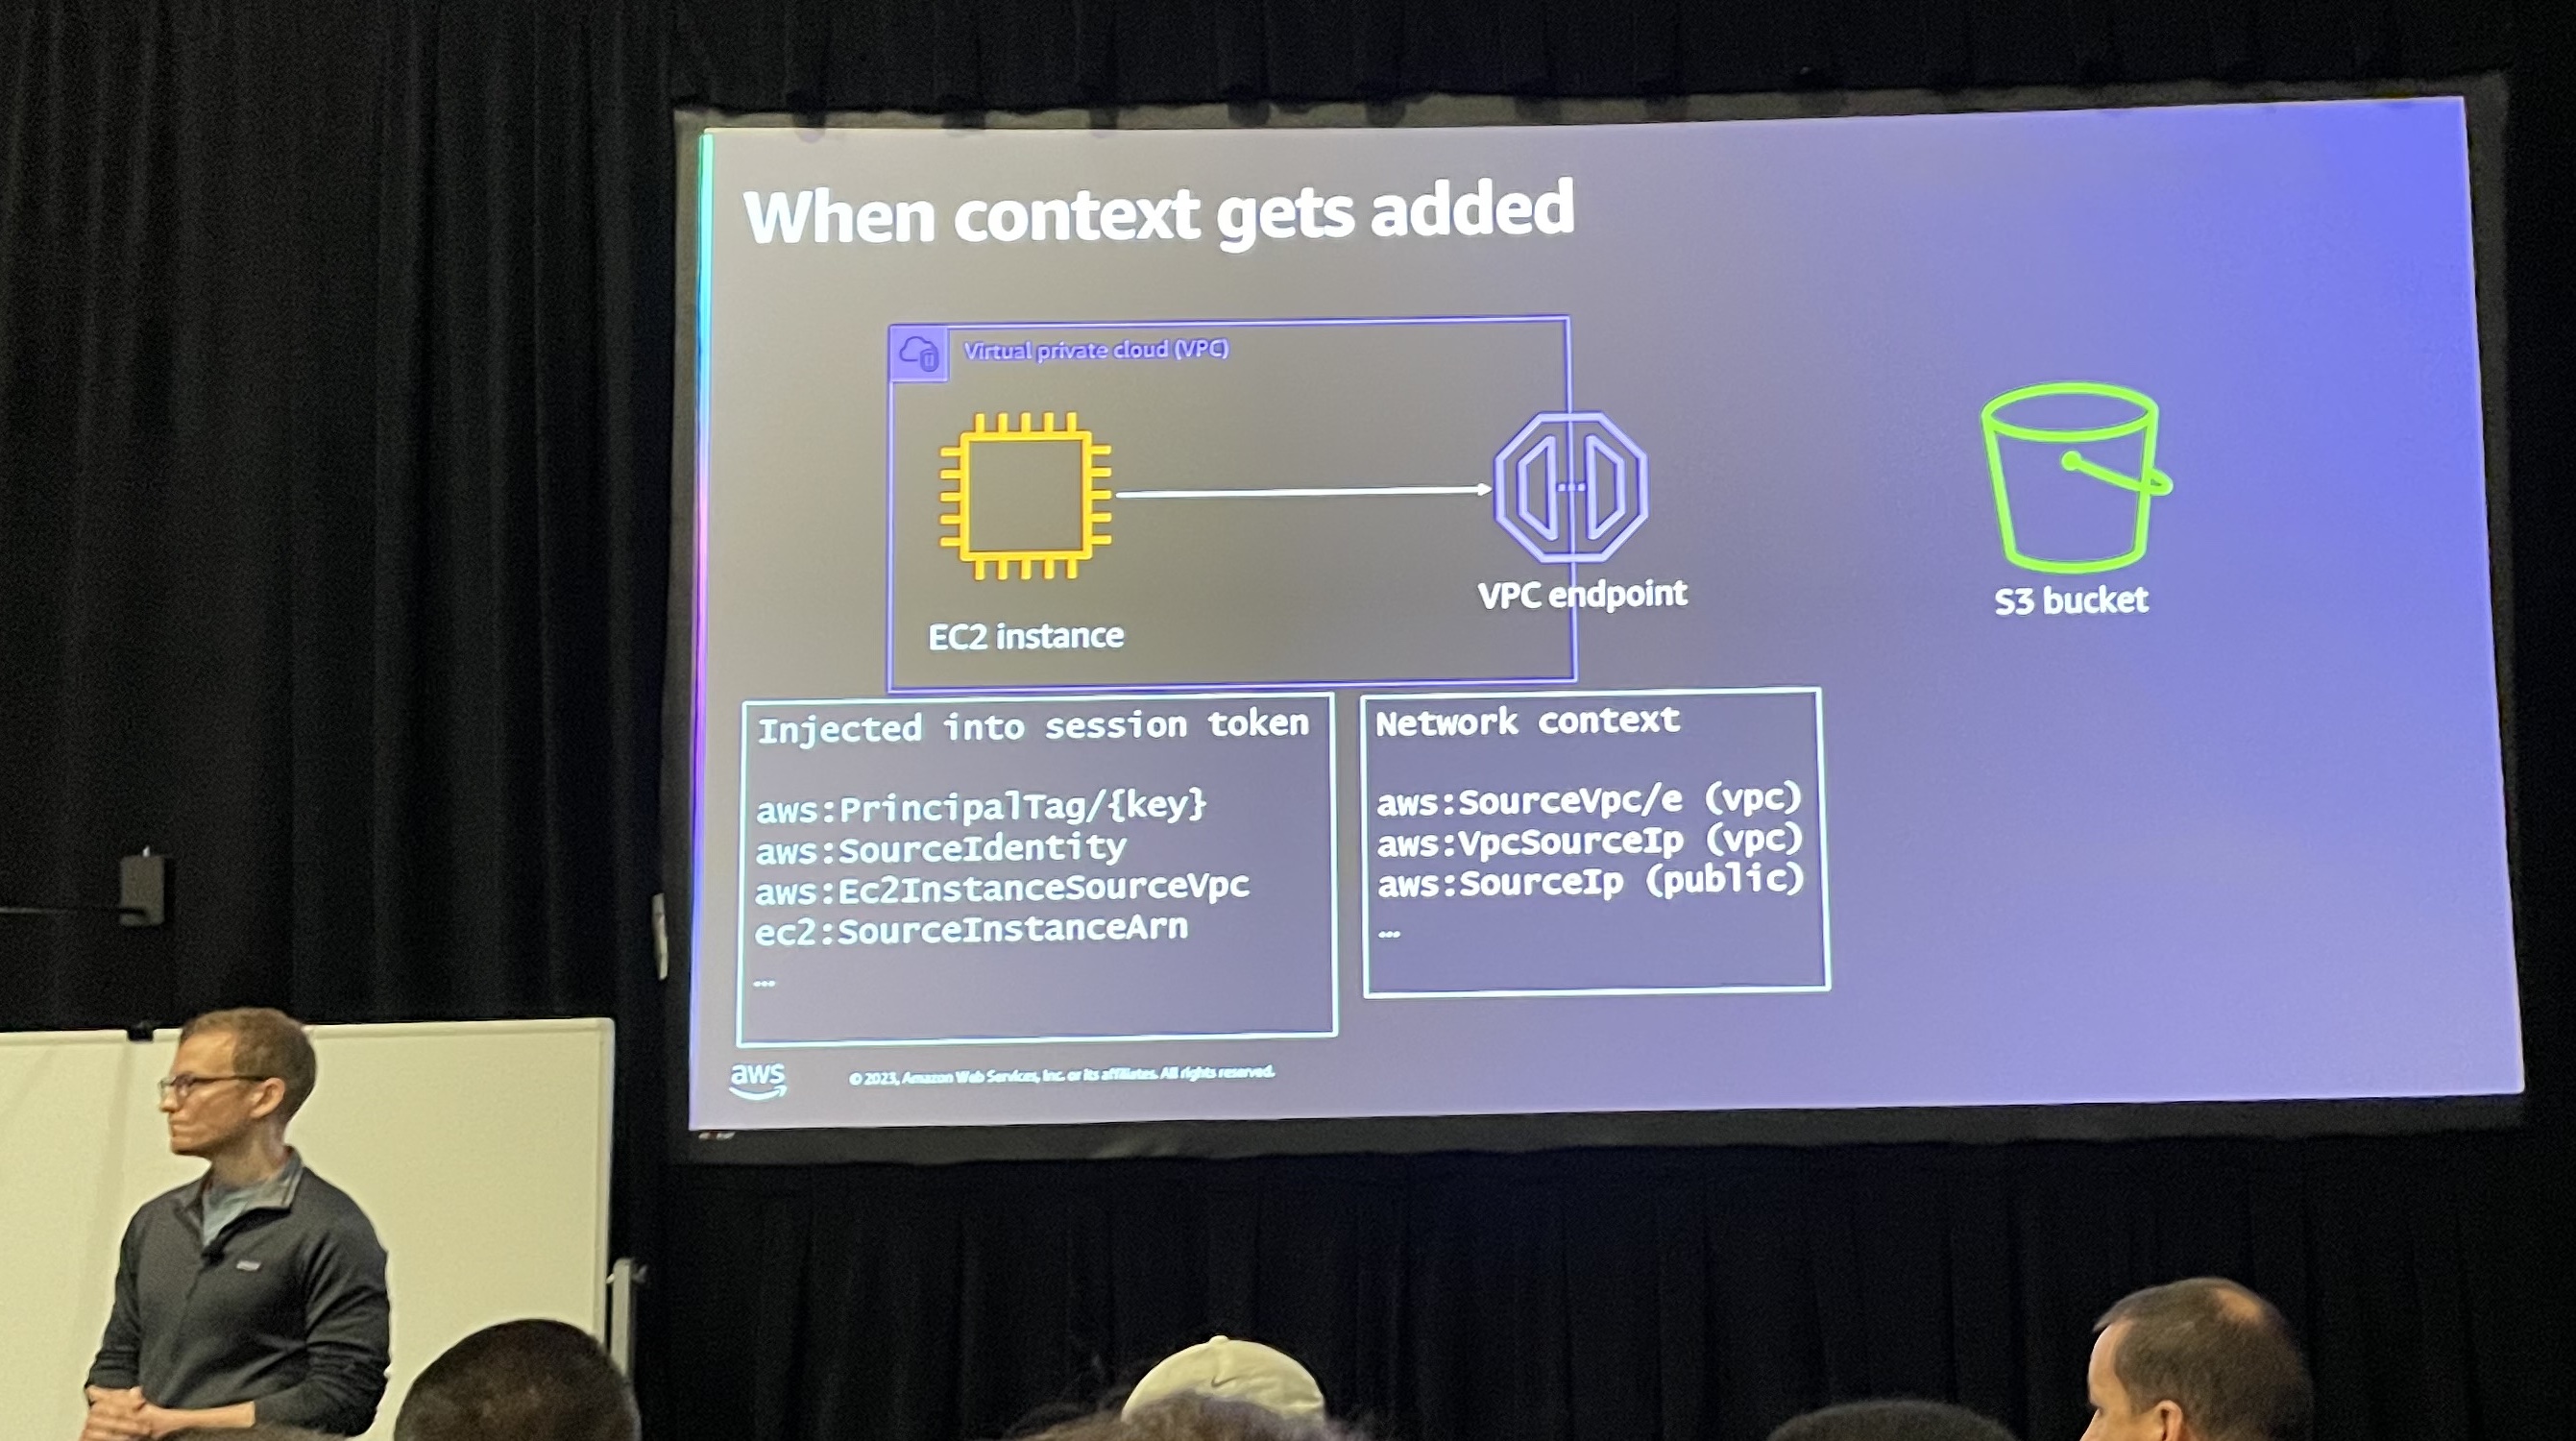 When context gets added
Virtual private cloud (VPC)
EC2 instance
VPC endpoint
S3 bucket
Injected into session token
aws:PrincipalTag/{key}
aws:SourceIdentity
aws:Ec2InstanceSourceVpc
ec2:SourceInstanceArn
…
Network context
aws:SourceVpc/e (vpc)
aws:VpcSourceIp (vpc)
aws:SourceIp (public)
…
aws
© 2023, Amazon Web Services, Inc. or its affiliates. All rights reserved.